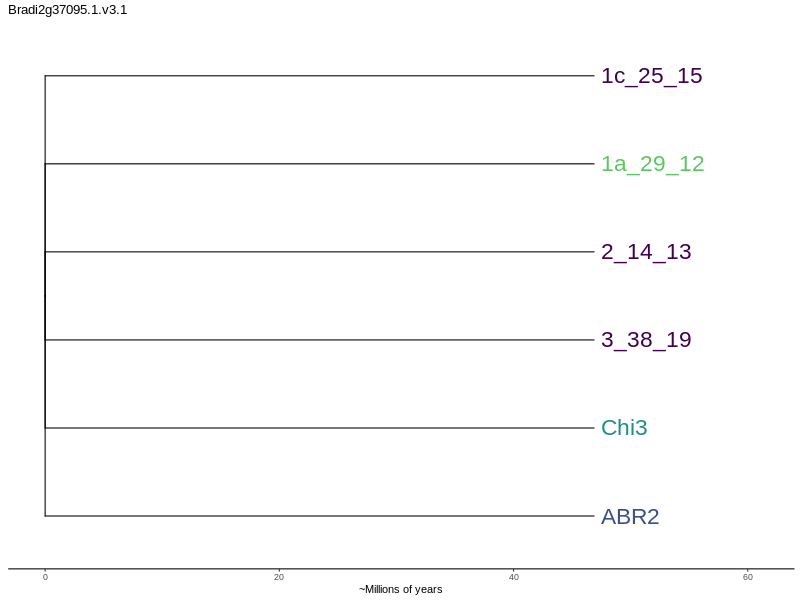 Bradi2g37095.1.v3.1
1c_25_15
1a_29_12
2_14_13
3_38_19
Chi3
ABR2
0 20 40 60
~Millions of years